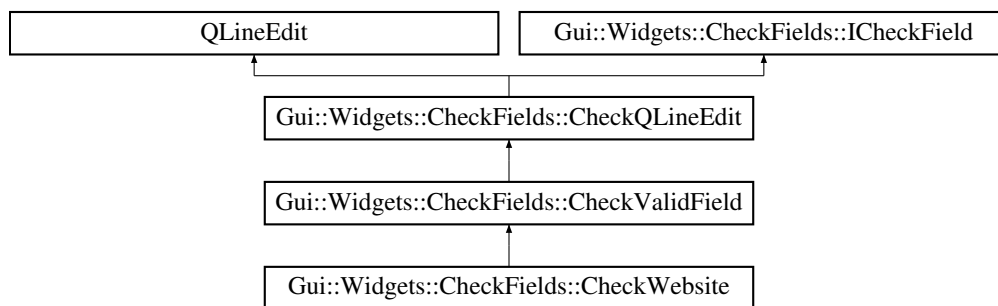 QLineEdit
Gui::Widgets::CheckFields::ICheckField
Gui::Widgets::CheckFields::CheckQLineEdit
Gui::Widgets::CheckFields::CheckValidField
Gui::Widgets::CheckFields::CheckWebsite